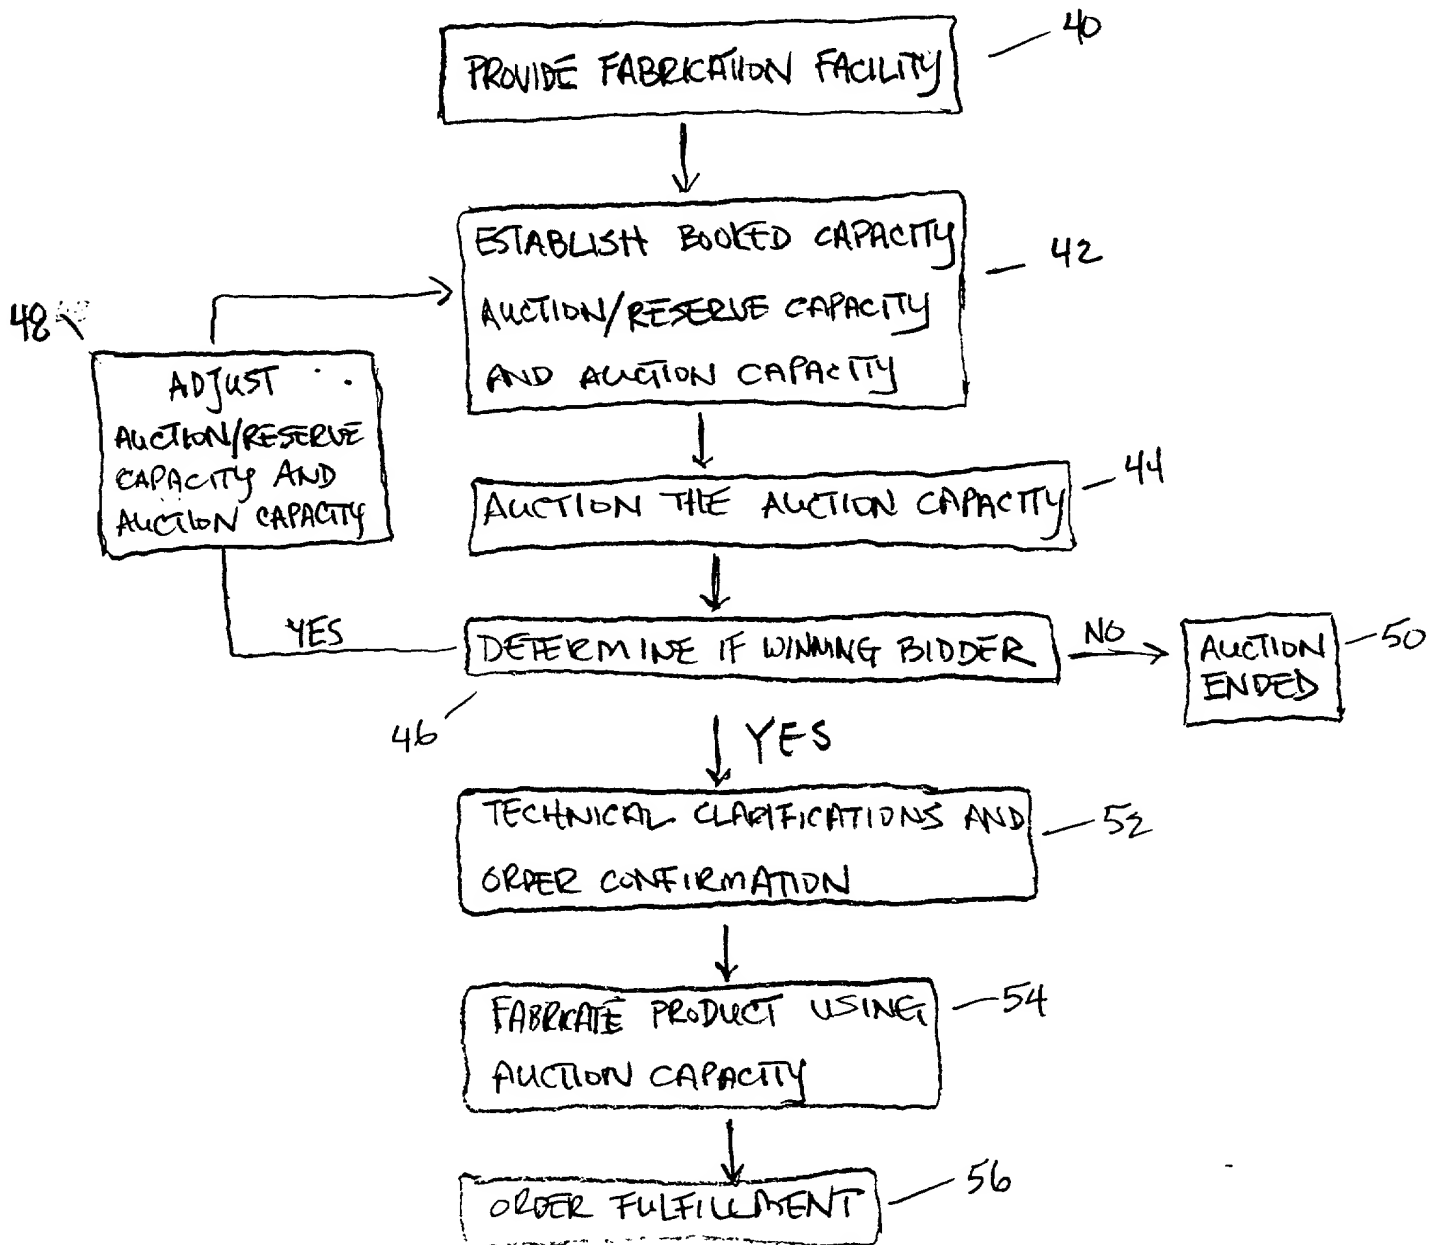 40
PROVIDE FABRICATION FACILITY
ESTABLISH BOOKED CAPACITY
AUCTION/RESERVE CAPACITY
AND AUCTION CAPACITY
42
48
ADJUST
AUCTION/RESERVE
CAPACITY AND
AUCTION CAPACITY
AUCTION THE AUCTION CAPACITY
44
YES
DETERMINE IF WINNING BIDDER
46
NO
AUCTION
ENDED
50
YES
TECHNICAL CLARIFICATIONS AND
ORDER CONFIRMATION
52
FABRICATE PRODUCT USING
AUCTION CAPACITY
54
ORDER FULFILLMENT
56